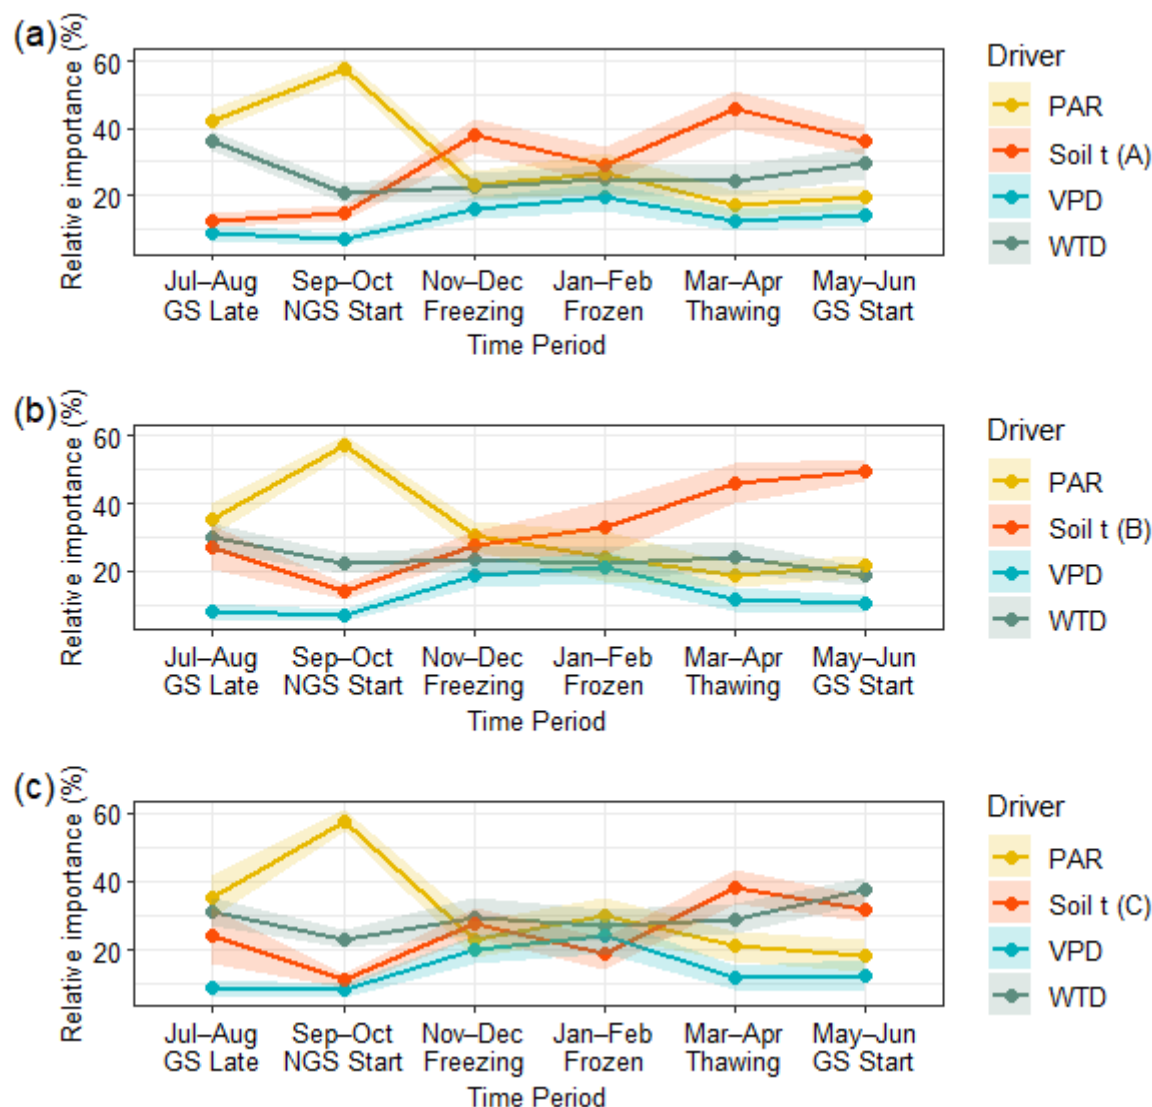 (a)
Relative importance (%)
60
40
20
Jul–Aug Sep–Oct Nov–Dec Jan–Feb Mar–Apr May–Jun
GS Late NGS Start Freezing Frozen Thawing GS Start
Time Period
Driver
PAR
Soil t (A)
VPD
WTD
(b)
Relative importance (%)
60
40
20
Jul–Aug Sep–Oct Nov–Dec Jan–Feb Mar–Apr May–Jun
GS Late NGS Start Freezing Frozen Thawing GS Start
Time Period
Driver
PAR
Soil t (B)
VPD
WTD
(c)
Relative importance (%)
60
40
20
Jul–Aug Sep–Oct Nov–Dec Jan–Feb Mar–Apr May–Jun
GS Late NGS Start Freezing Frozen Thawing GS Start
Time Period
Driver
PAR
Soil t (C)
VPD
WTD